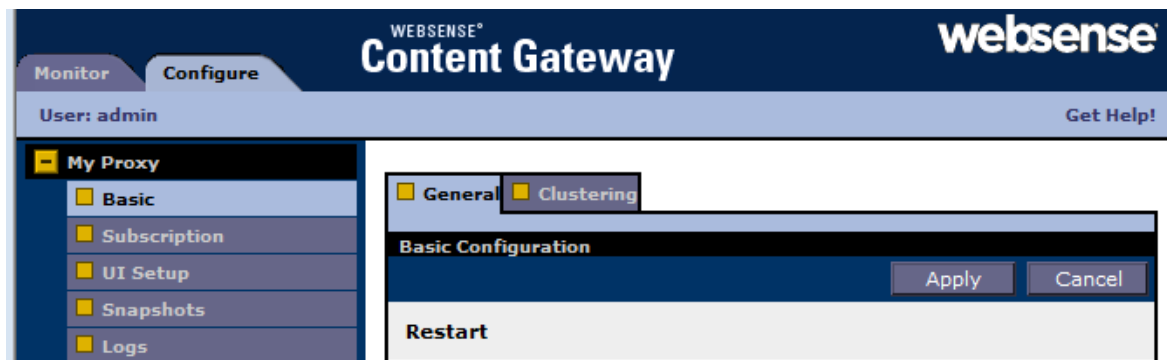 WEBSENSE®
Content Gateway
websense
Monitor
Configure
User: admin
Get Help!
My Proxy
Basic
Subscription
UI Setup
Snapshots
Logs
General
Clustering
Basic Configuration
Apply
Cancel
Restart